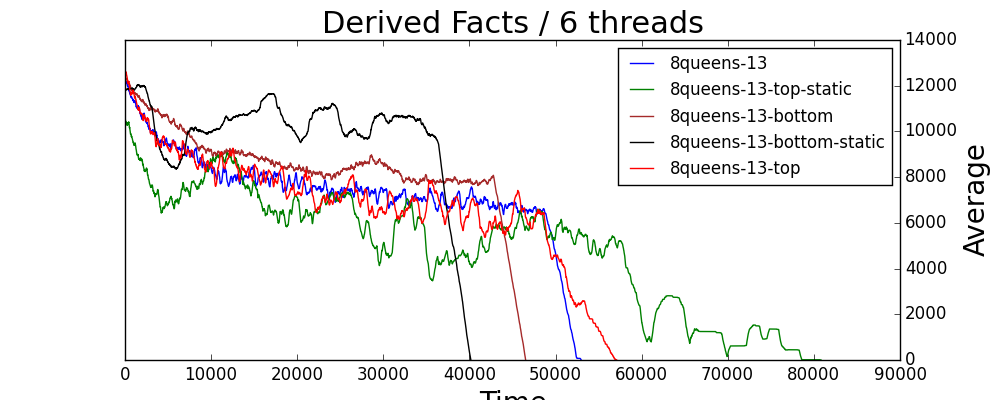 Derived Facts / 6 threads
8queens-13
8queens-13-top-static
8queens-13-bottom
8queens-13-bottom-static
8queens-13-top
14000
12000
10000
8000
6000
4000
2000
0
Average
0 10000 20000 30000 40000 50000 60000 70000 80000 90000
Time